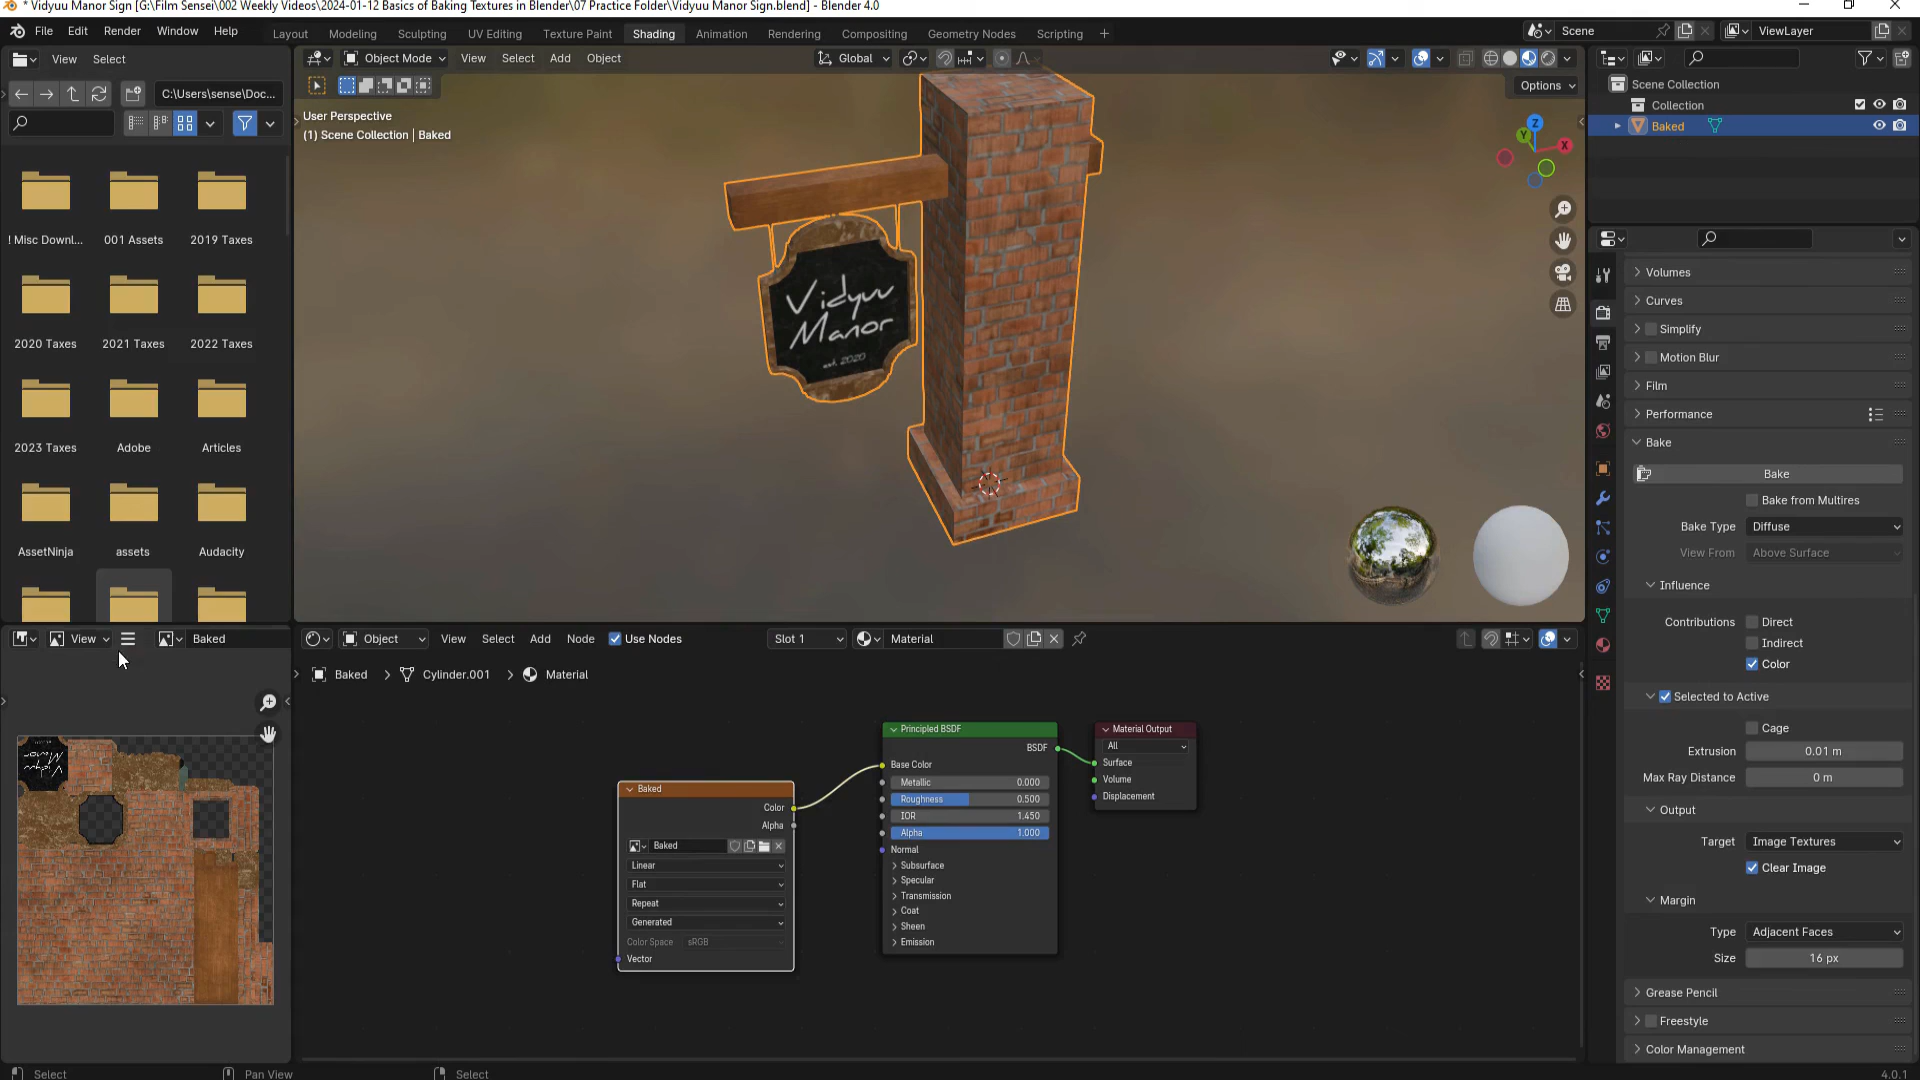 * Vidyuu Manor Sign [G:\Film Sensei\002 Weekly Videos\2024-01-12 Basics of Baking Textures in Blender\07 Practice Folder\Vidyuu Manor Sign.blend] - Blender 4.0
File Edit Render Window Help
Layout Modeling Sculpting UV Editing Texture Paint Shading Animation Rendering Compositing Geometry Nodes Scripting +
Scene
ViewLayer
View Select
Object Mode View Select Add Object
Global
C:\Users\sense\Doc...
Options
User Perspective
(1) Scene Collection | Baked
Scene Collection
Collection
Baked
! Misc Downl... 001 Assets 2019 Taxes
2020 Taxes 2021 Taxes 2022 Taxes
2023 Taxes Adobe Articles
AssetNinja assets Audacity
Z
Y
X
Vidyuu
Manor
est. 2020
Volumes
Curves
Simplify
Motion Blur
Film
Performance
Bake
Bake
Bake from Multires
Bake Type Diffuse
View From Above Surface
Influence
Contributions Direct
Indirect
Color
Selected to Active
Cage
Extrusion 0.01 m
Max Ray Distance 0 m
Output
Target Image Textures
Clear Image
Margin
Type Adjacent Faces
Size 16 px
Grease Pencil
Freestyle
Color Management
View Baked
Vidyuu
Manor
Object View Select Add Node Use Nodes
Slot 1
Material
Baked > Cylinder.001 > Material
Baked
Color
Alpha
Baked
Linear
Flat
Repeat
Generated
Color Space sRGB
Vector
Principled BSDF
BSDF
Base Color
Metallic 0.000
Roughness 0.500
IOR 1.450
Alpha 1.000
Normal
Subsurface
Specular
Transmission
Coat
Sheen
Emission
Material Output
All
Surface
Volume
Displacement
Select Pan View Select
4.0.1